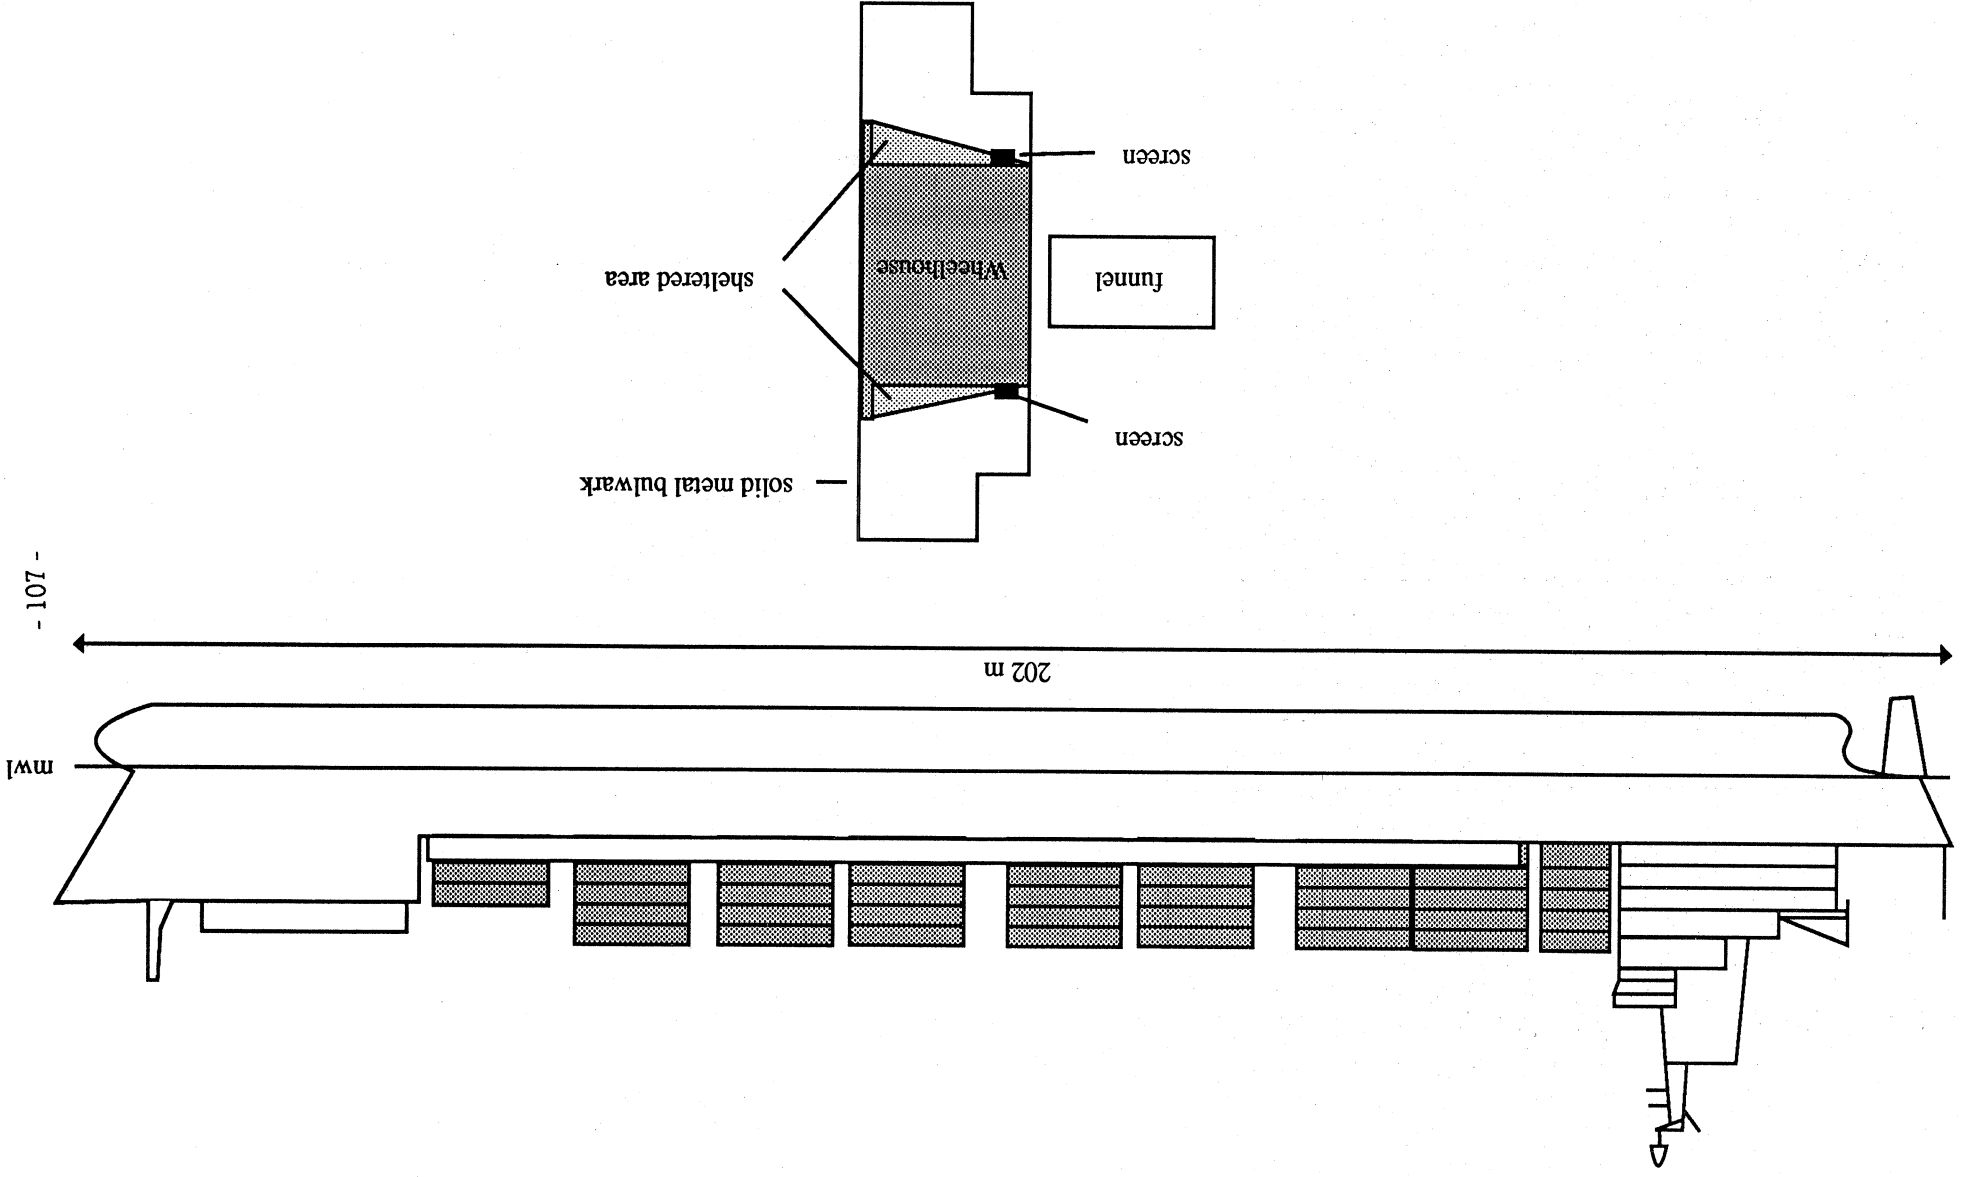 202 m
mwl
solid metal bulwark
screen
sheltered area
Wheelhouse
funnel
screen
- 107 -